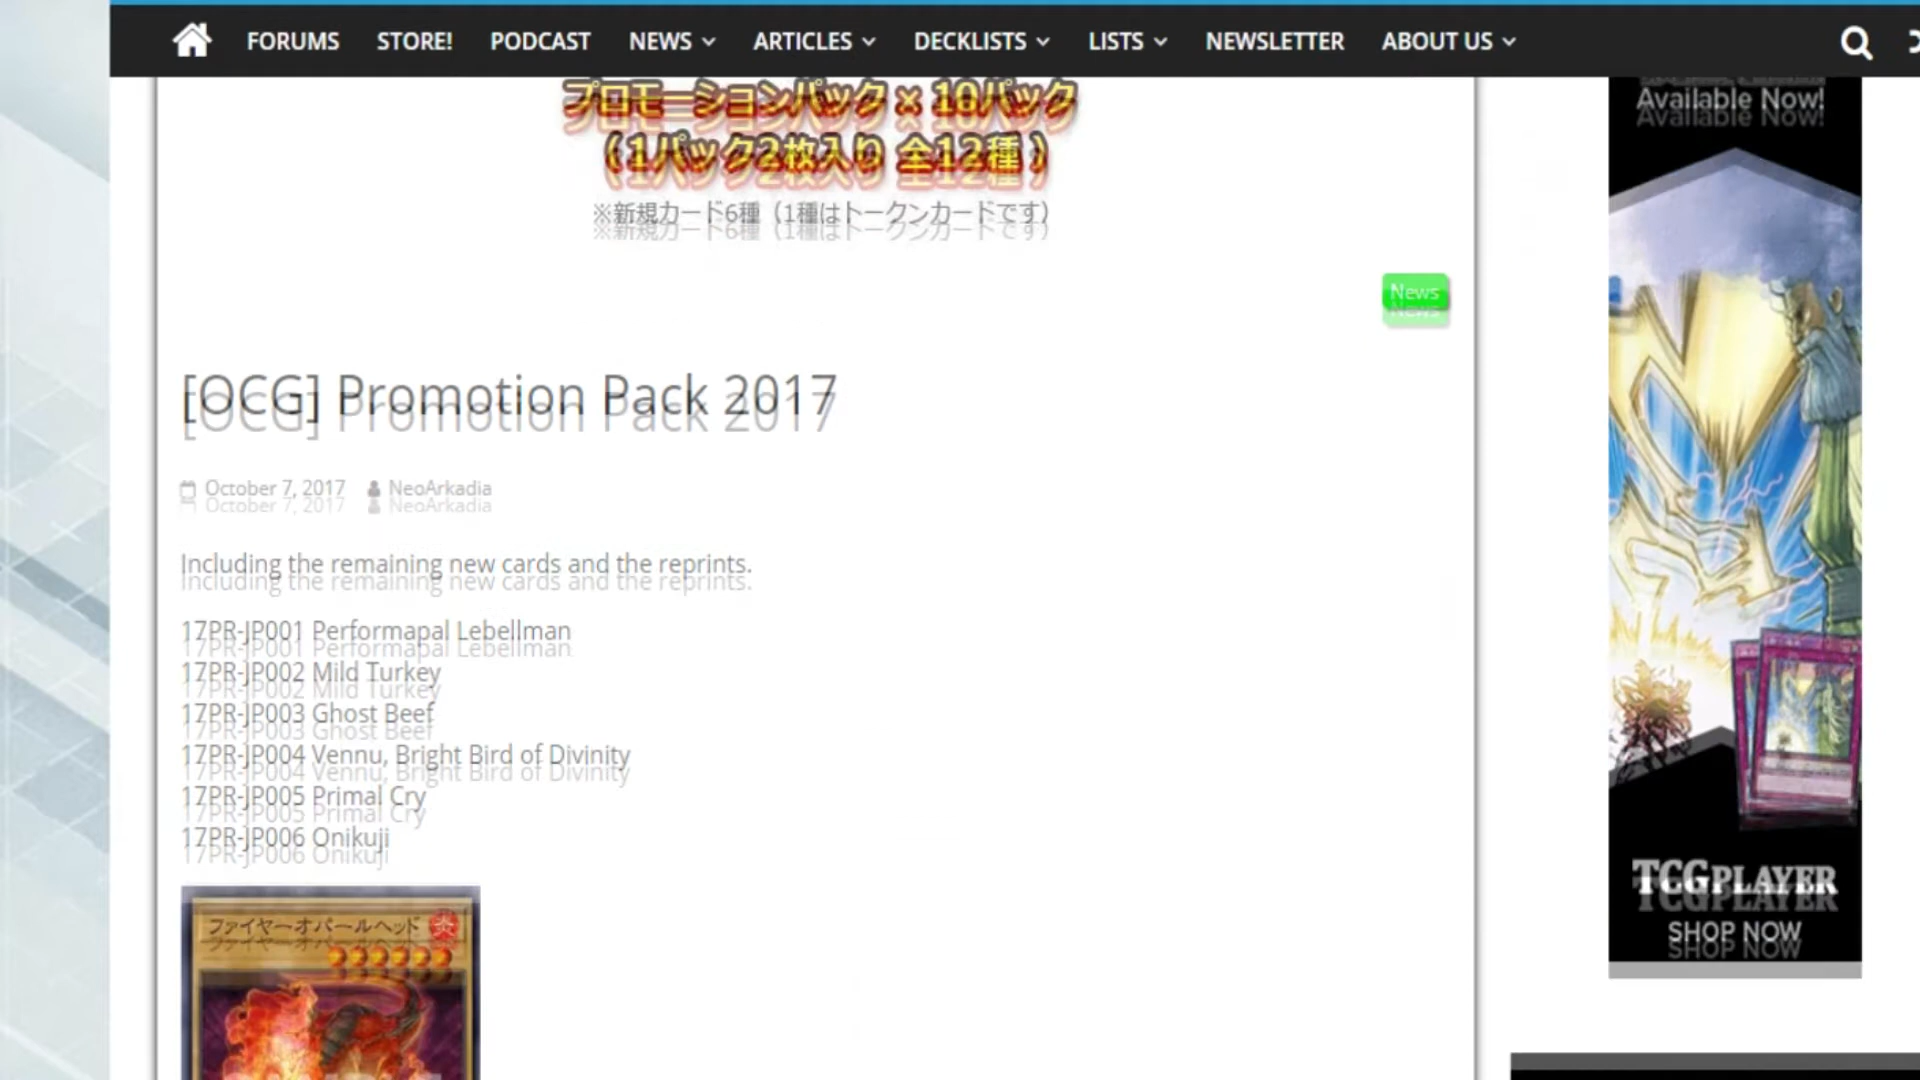 FORUMS STORE! PODCAST NEWS ARTICLES DECKLISTS LISTS NEWSLETTER ABOUT US
プロモーションパック × 10パック
(1パック2枚入り 全12種)
※新規カード6種（1種はトークンカードです）
News
[OCG] Promotion Pack 2017
October 7, 2017 NeoArkadia
Including the remaining new cards and the reprints.
17PR-JP001 Performapal Lebellman
17PR-JP002 Mild Turkey
17PR-JP003 Ghost Beef
17PR-JP004 Vennu, Bright Bird of Divinity
17PR-JP005 Primal Cry
17PR-JP006 Onikuji
ファイヤーオパールヘッド 炎
Available Now!
TCGPLAYER
SHOP NOW